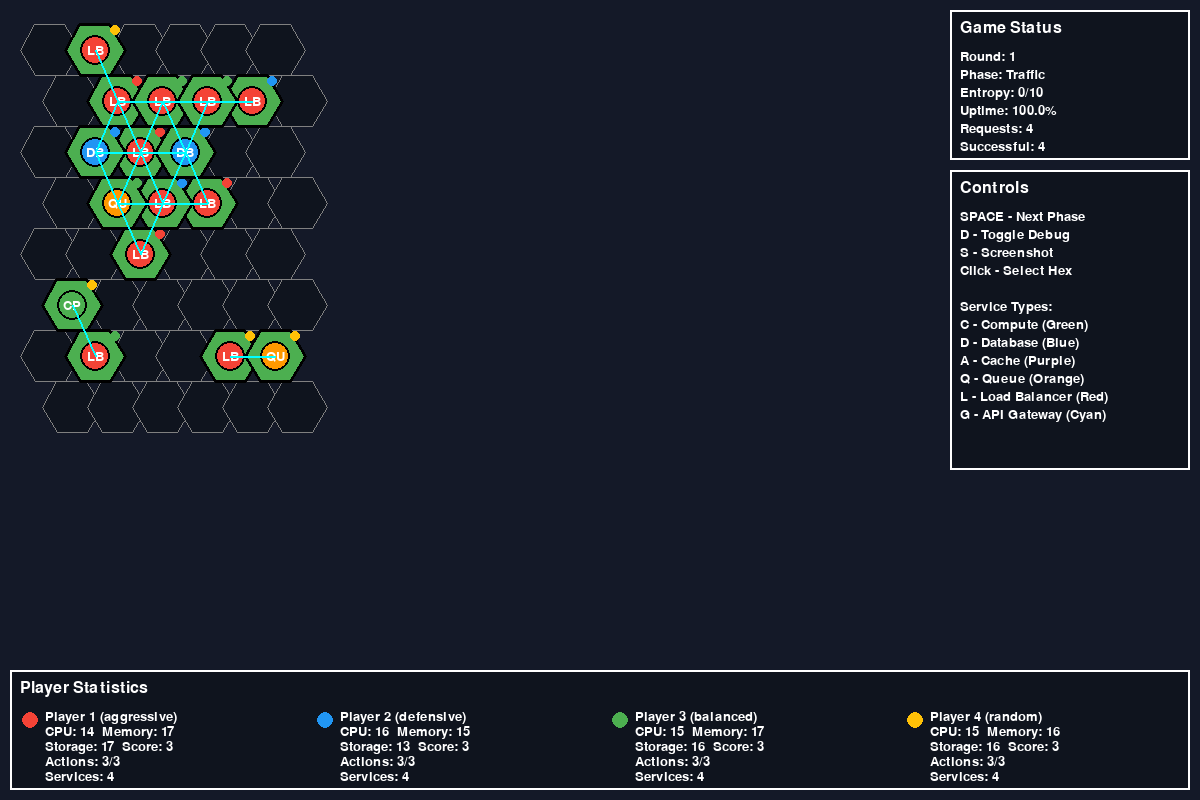 LB
LB LB LB LB
DB LB DB
QU LB LB
LB
CP
LB LB QU
Game Status
Round: 1
Phase: Traffic
Entropy: 0/10
Uptime: 100.0%
Requests: 4
Successful: 4
Controls
SPACE - Next Phase
D - Toggle Debug
S - Screenshot
Click - Select Hex
Service Types:
C - Compute (Green)
D - Database (Blue)
A - Cache (Purple)
Q - Queue (Orange)
L - Load Balancer (Red)
G - API Gateway (Cyan)
Player Statistics
Player 1 (aggressive)
CPU: 14 Memory: 17
Storage: 17 Score: 3
Actions: 3/3
Services: 4
Player 2 (defensive)
CPU: 16 Memory: 15
Storage: 13 Score: 3
Actions: 3/3
Services: 4
Player 3 (balanced)
CPU: 15 Memory: 17
Storage: 16 Score: 3
Actions: 3/3
Services: 4
Player 4 (random)
CPU: 15 Memory: 16
Storage: 16 Score: 3
Actions: 3/3
Services: 4